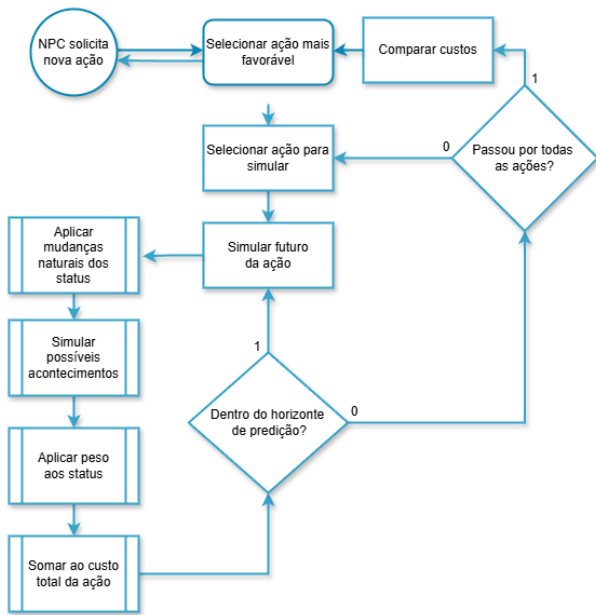 NPC solicita
nova ação
Selecionar ação mais
favorável
Comparar custos
1
Selecionar ação para
simular
0
Passou por todas
as ações?
Aplicar
mudanças
naturais dos
status
Simular futuro
da ação
Simular
possíveis
acontecimentos
1
Dentro do horizonte
de predição?
0
Aplicar peso
aos status
Somar ao custo
total da ação